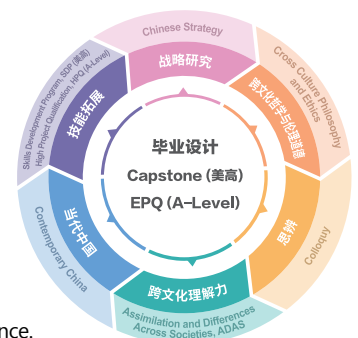 Chinese Strategy
战略研究
Cross Culture Philosophy
and Ethics
跨文化哲学与伦理道德
思辨
Colloquy
跨文化理解力
Assimilation and Differences
Across Societies, ADAS
当代中国
Contemporary China
技能拓展
Skills Development Program, SDP (美高)
High Project Qualification, HPQ (A-Level)
毕业设计
Capstone (美高)
EPQ (A-Level)
nce.